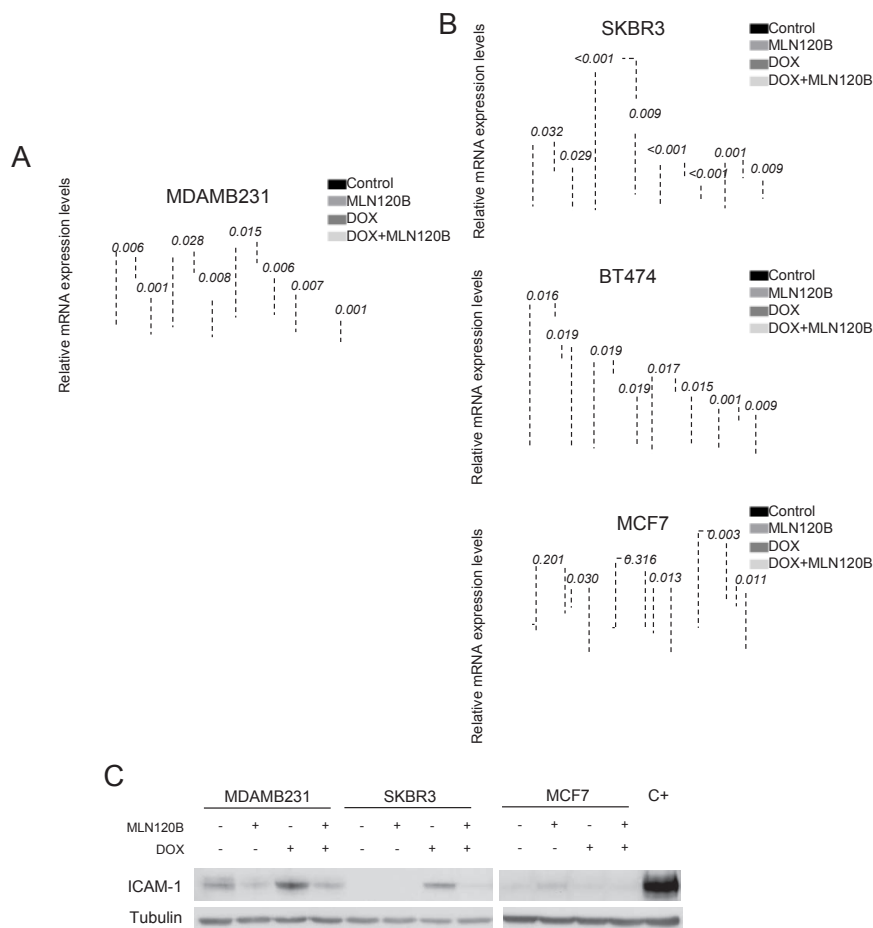 A
MDAMB231
Relative mRNA expression levels
Control
MLN120B
DOX
DOX+MLN120B
0.006
0.028
0.015
0.001
0.008
0.006
0.007
0.001
B
SKBR3
Relative mRNA expression levels
Control
MLN120B
DOX
DOX+MLN120B
<0.001
0.009
0.032
0.029
<0.001
0.001
<0.001
0.009
BT474
Relative mRNA expression levels
Control
MLN120B
DOX
DOX+MLN120B
0.016
0.019
0.019
0.019
0.017
0.015
0.001
0.009
MCF7
Relative mRNA expression levels
Control
MLN120B
DOX
DOX+MLN120B
0.201
0.030
0.316
0.013
0.003
0.011
C
MDAMB231 SKBR3 MCF7 C+
MLN120B - + - + - + - + - + - +
DOX - - + + - - + + - - + +
ICAM-1
Tubulin